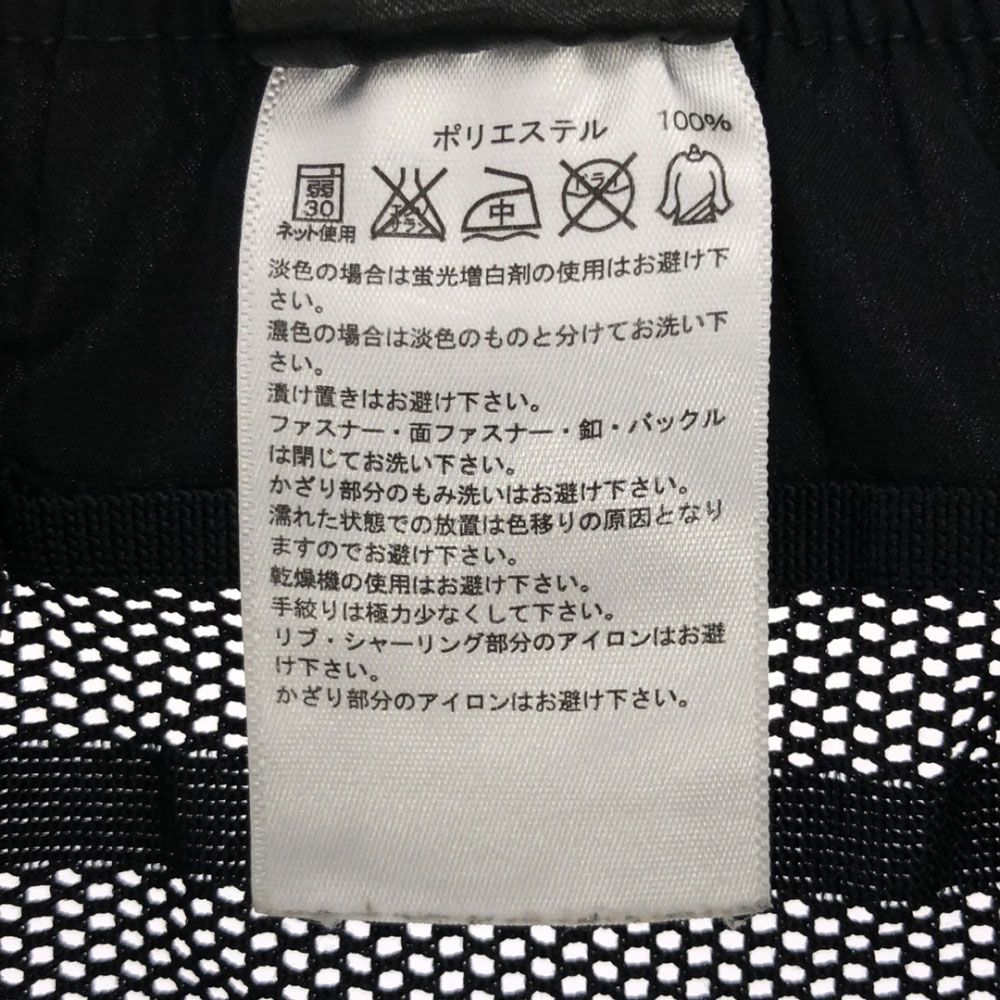 ポリエステル 100%
弱 30 エンソ サラシ 中 ドライ
ネット使用
淡色の場合は蛍光増白剤の使用はお避け下
さい。
濃色の場合は淡色のものと分けてお洗い下
さい。
漬け置きはお避け下さい。
ファスナー・面ファスナー・釦・バックル
は閉じてお洗い下さい。
かざり部分のもみ洗いはお避け下さい。
濡れた状態での放置は色移りの原因となり
ますのでお避け下さい。
乾燥機の使用はお避け下さい。
手絞りは極力少なくして下さい。
リブ・シャーリング部分のアイロンはお避
け下さい。
かざり部分のアイロンはお避け下さい。